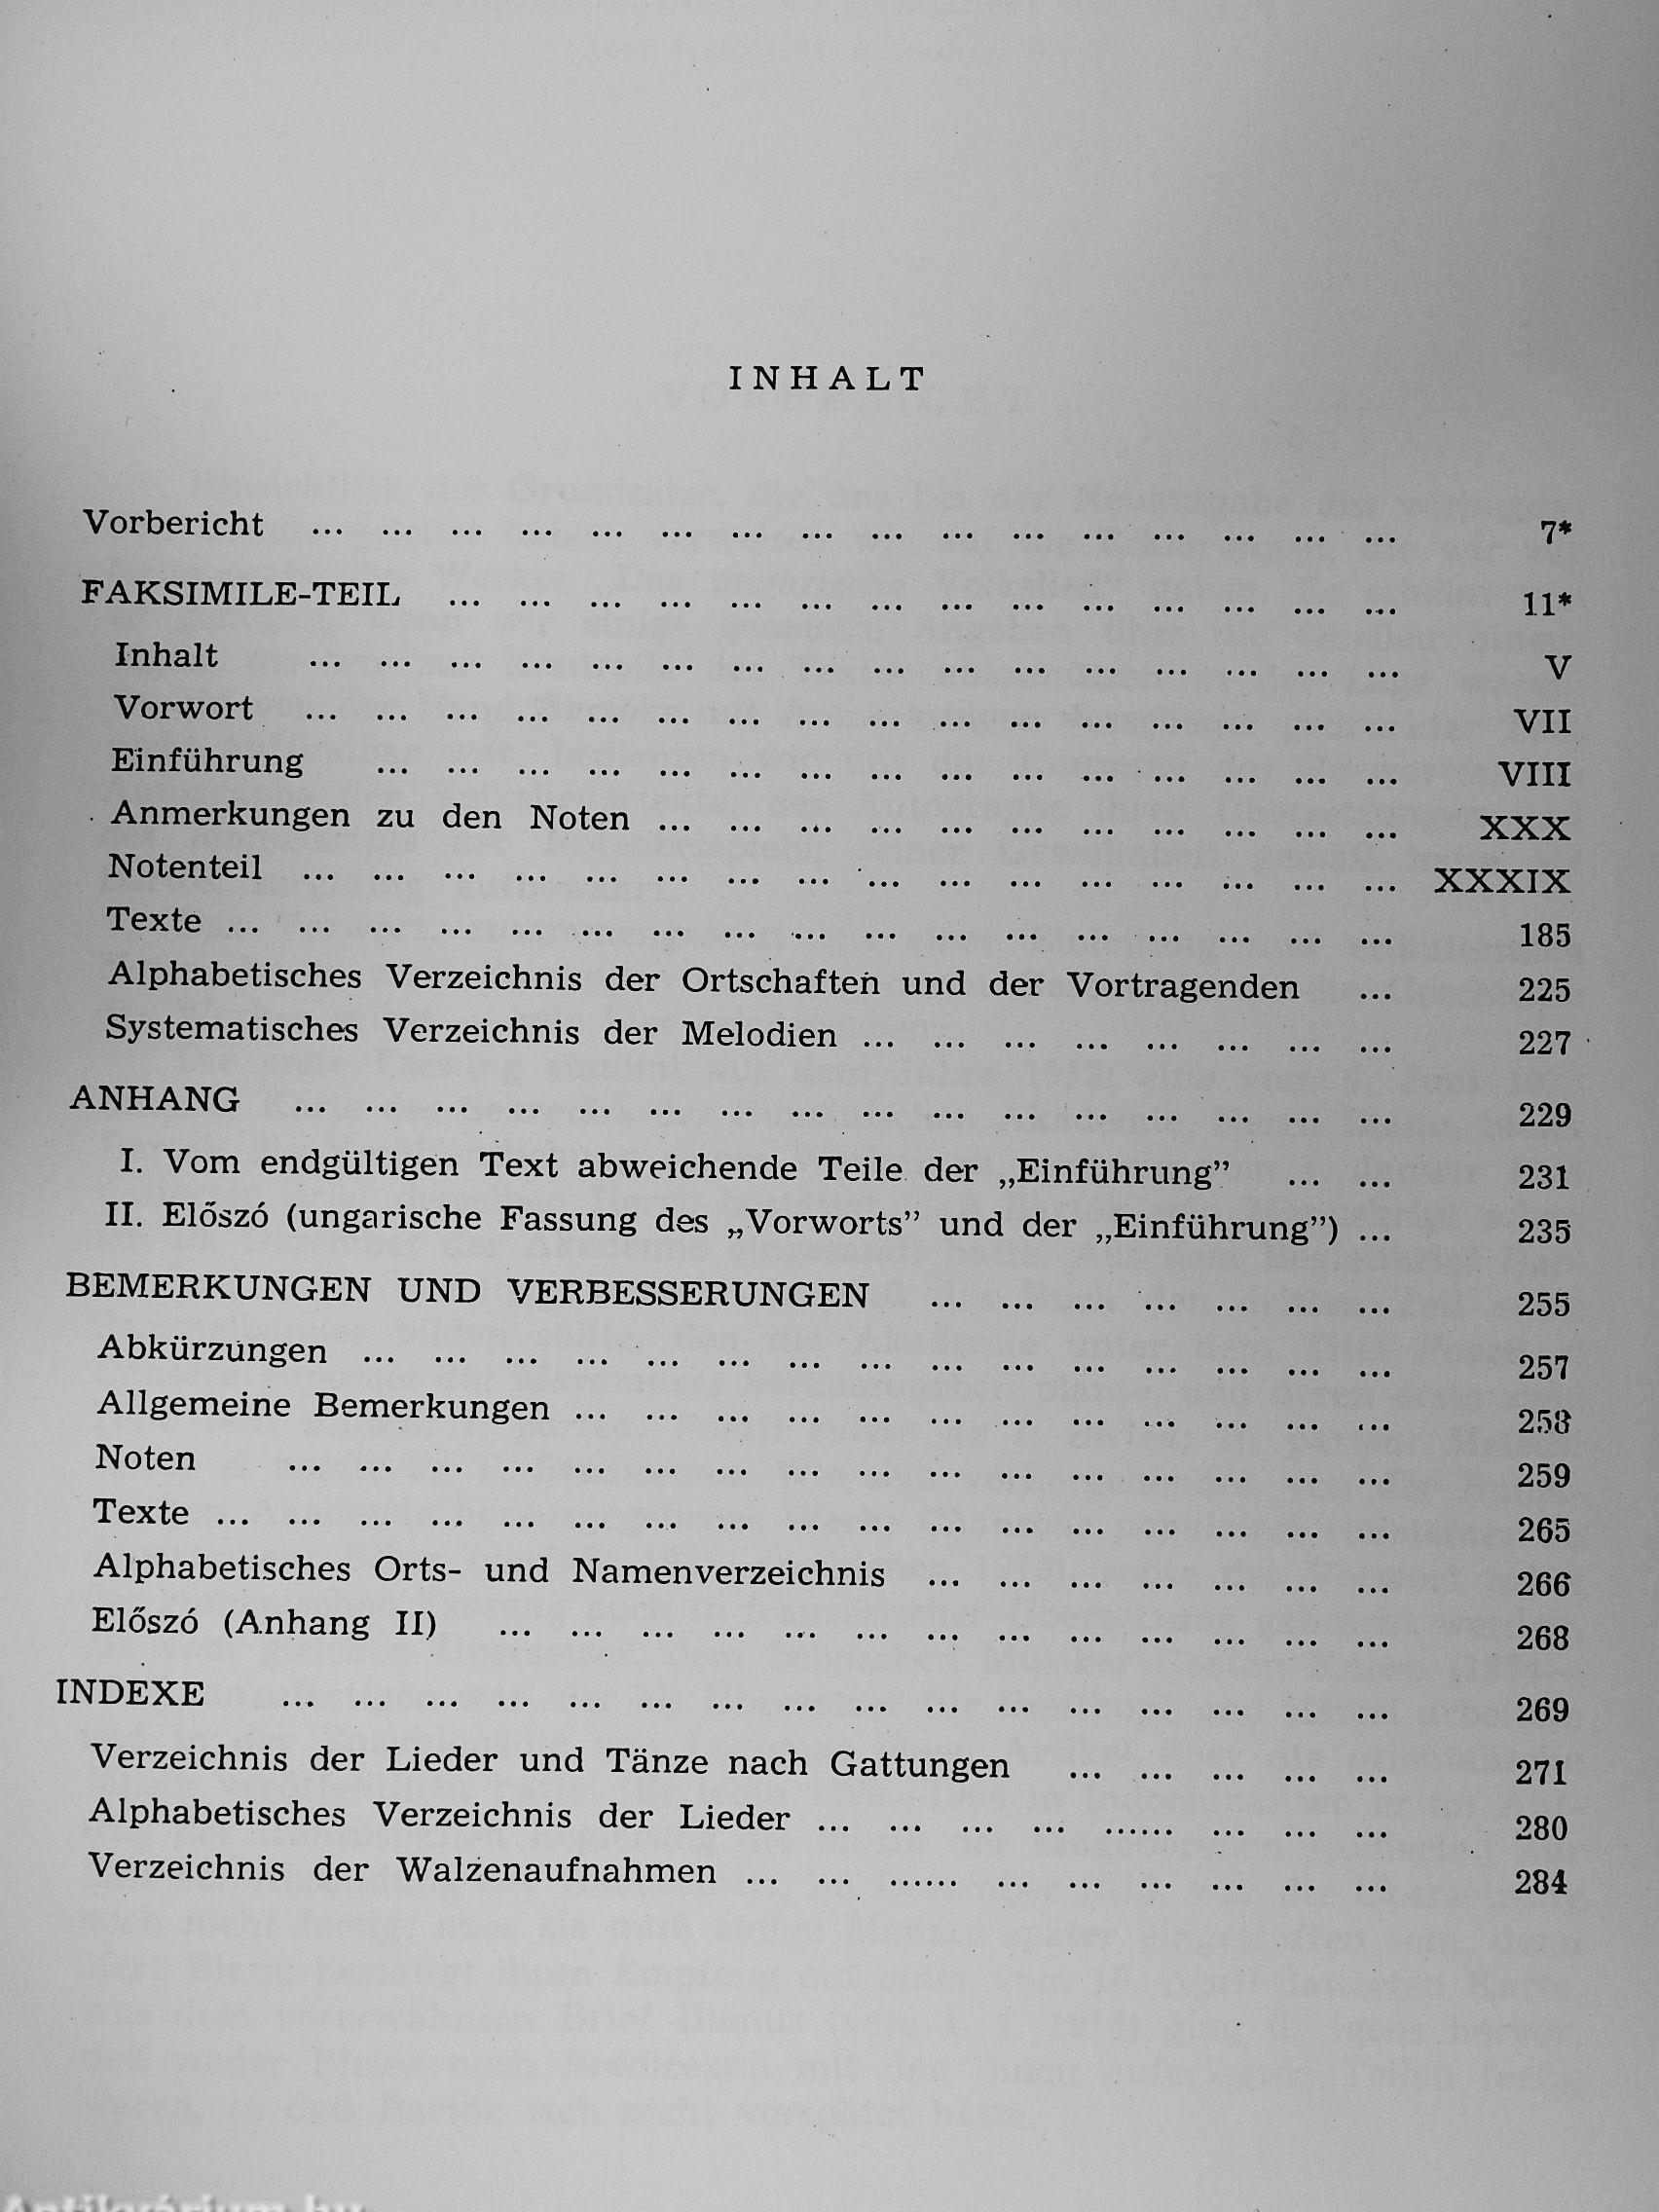 INHALT
Vorbericht ... ... ... ... ... ... ... ... ... ... ... ... ... ... ... ... 7*
FAKSIMILE-TEIL ... ... ... ... ... ... ... ... ... ... ... ... ... ... 11*
Inhalt ... ... ... ... ... ... ... ... ... ... ... ... ... ... ... ... V
Vorwort ... ... ... ... ... ... ... ... ... ... ... ... ... ... ... ... VII
Einführung ... ... ... ... ... ... ... ... ... ... ... ... ... ... ... VIII
Anmerkungen zu den Noten ... ... ... ... ... ... ... ... ... ... ... XXX
Notenteil ... ... ... ... ... ... ... ... ... ... ... ... ... ... ... ... XXXIX
Texte ... ... ... ... ... ... ... ... ... ... ... ... ... ... ... ... ... 185
Alphabetisches Verzeichnis der Ortschaften und der Vortragenden ... 225
Systematisches Verzeichnis der Melodien ... ... ... ... ... ... ... ... 227
ANHANG ... ... ... ... ... ... ... ... ... ... ... ... ... ... ... ... 229
I. Vom endgültigen Text abweichende Teile der „Einführung” ... ... 231
II. Előszó (ungarische Fassung des „Vorworts” und der „Einführung”) ... 235
BEMERKUNGEN UND VERBESSERUNGEN ... ... ... ... ... ... ... 255
Abkürzungen ... ... ... ... ... ... ... ... ... ... ... ... ... ... ... 257
Allgemeine Bemerkungen ... ... ... ... ... ... ... ... ... ... ... ... 258
Noten ... ... ... ... ... ... ... ... ... ... ... ... ... ... ... ... 259
Texte ... ... ... ... ... ... ... ... ... ... ... ... ... ... ... ... ... 265
Alphabetisches Orts- und Namenverzeichnis ... ... ... ... ... ... ... 266
Előszó (Anhang II) ... ... ... ... ... ... ... ... ... ... ... ... ... 268
INDEXE ... ... ... ... ... ... ... ... ... ... ... ... ... ... ... ... 269
Verzeichnis der Lieder und Tänze nach Gattungen ... ... ... ... ... 271
Alphabetisches Verzeichnis der Lieder ... ... ... ... ...... ... ... ... 280
Verzeichnis der Walzenaufnahmen ... ... ...... ... ... ... ... ... ... 284
Antikvárium.hu